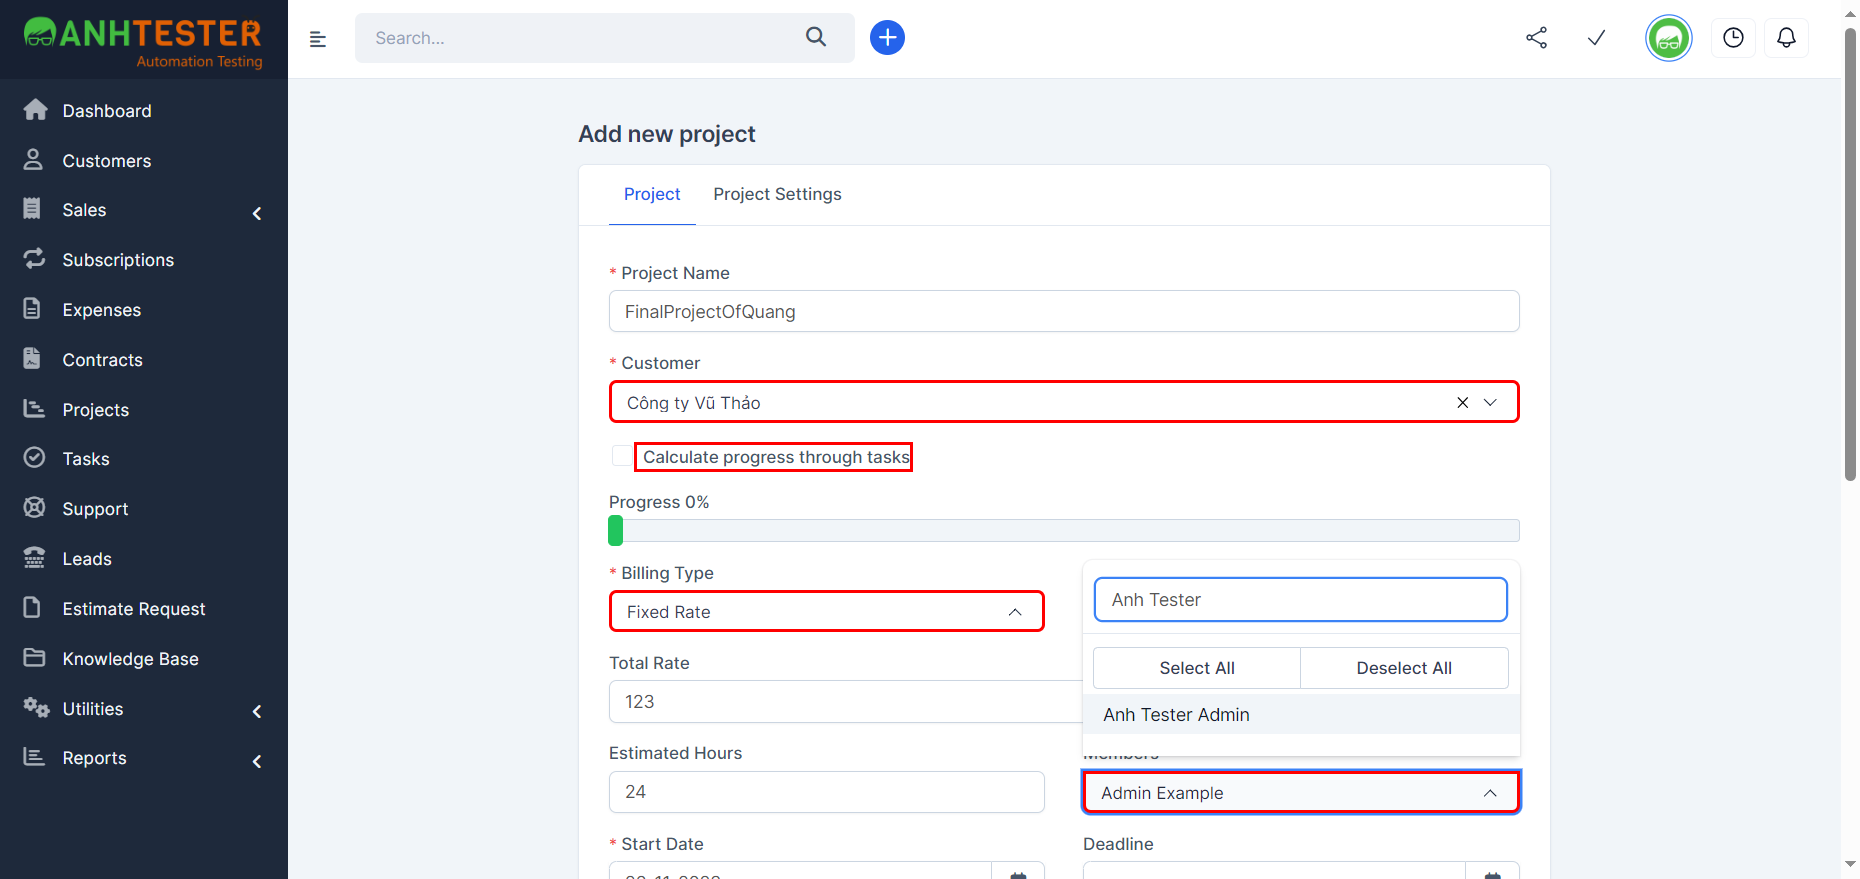 ANHTESTER
Automation Testing
Search...
Dashboard
Customers
Sales
Subscriptions
Expenses
Contracts
Projects
Tasks
Support
Leads
Estimate Request
Knowledge Base
Utilities
Reports
Add new project
Project Project Settings
* Project Name
FinalProjectOfQuang
* Customer
Công ty Vũ Thảo
Calculate progress through tasks
Progress 0%
* Billing Type
Fixed Rate
Anh Tester
Select All Deselect All
Anh Tester Admin
Total Rate
123
Estimated Hours
24
Members
Admin Example
* Start Date
Deadline